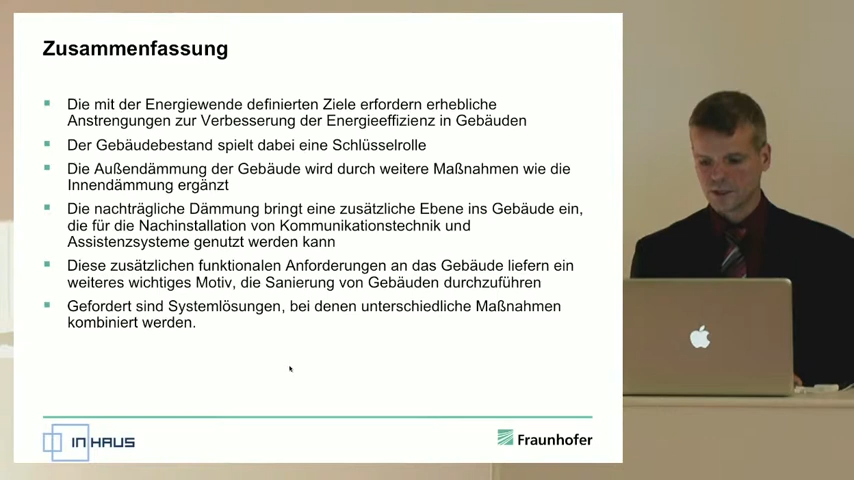 Zusammenfassung
Die mit der Energiewende definierten Ziele erfordern erhebliche
Anstrengungen zur Verbesserung der Energieeffizienz in Gebäuden
Der Gebäudebestand spielt dabei eine Schlüsselrolle
Die Außendämmung der Gebäude wird durch weitere Maßnahmen wie die
Innendämmung ergänzt
Die nachträgliche Dämmung bringt eine zusätzliche Ebene ins Gebäude ein,
die für die Nachinstallation von Kommunikationstechnik und
Assistenzsysteme genutzt werden kann
Diese zusätzlichen funktionalen Anforderungen an das Gebäude liefern ein
weiteres wichtiges Motiv, die Sanierung von Gebäuden durchzuführen
Gefordert sind Systemlösungen, bei denen unterschiedliche Maßnahmen
kombiniert werden.
INHAUS
Fraunhofer